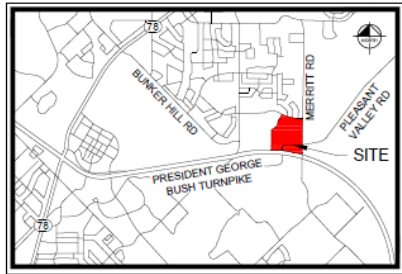 78
BUNKER HILL
RD
MERRITT RD
PLEASANT
VALLEY RD
SITE
PRESIDENT GEORGE
BUSH TURNPIKE
78